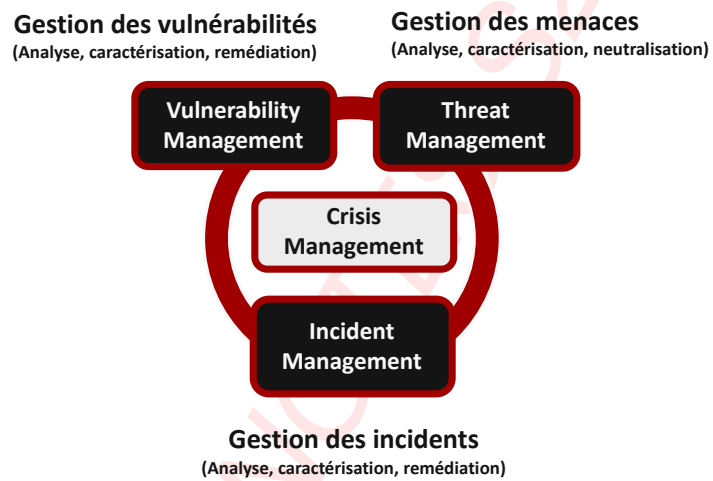 Gestion des vulnérabilités
(Analyse, caractérisation, remédiation)
Gestion des menaces
(Analyse, caractérisation, neutralisation)
Vulnerability
Management
Threat
Management
Crisis
Management
Incident
Management
Gestion des incidents
(Analyse, caractérisation, remédiation)